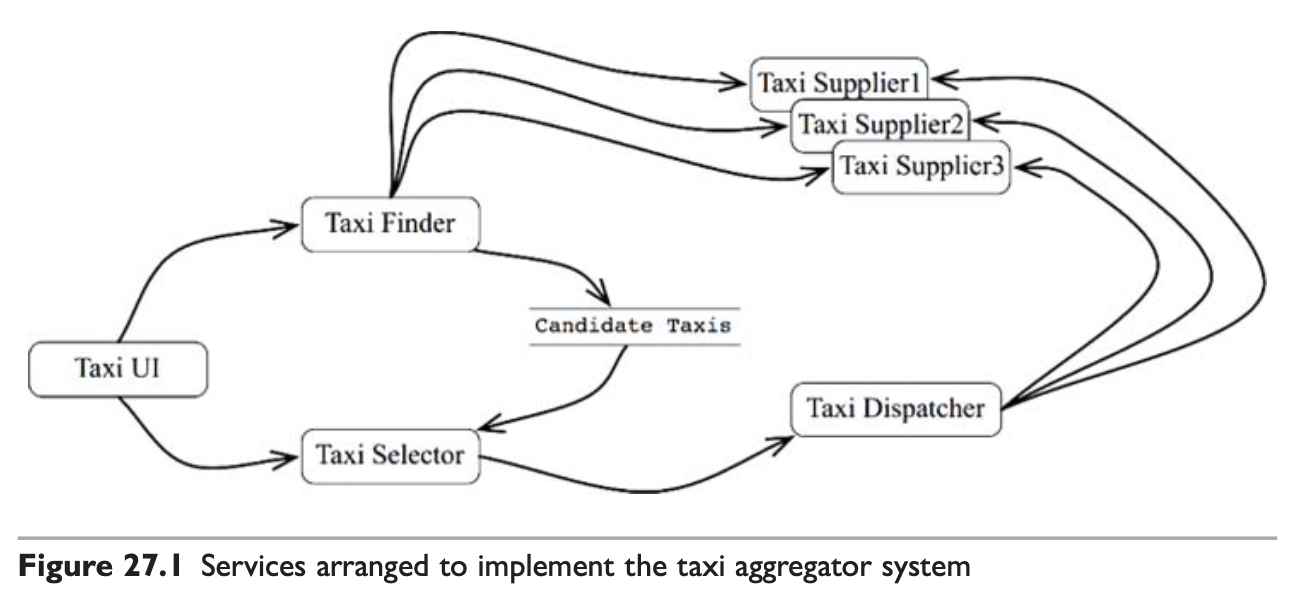 Taxi Supplier1
Taxi Supplier2
Taxi Supplier3
Taxi Finder
Candidate Taxis
Taxi UI
Taxi Dispatcher
Taxi Selector
Figure 27.1 Services arranged to implement the taxi aggregator system